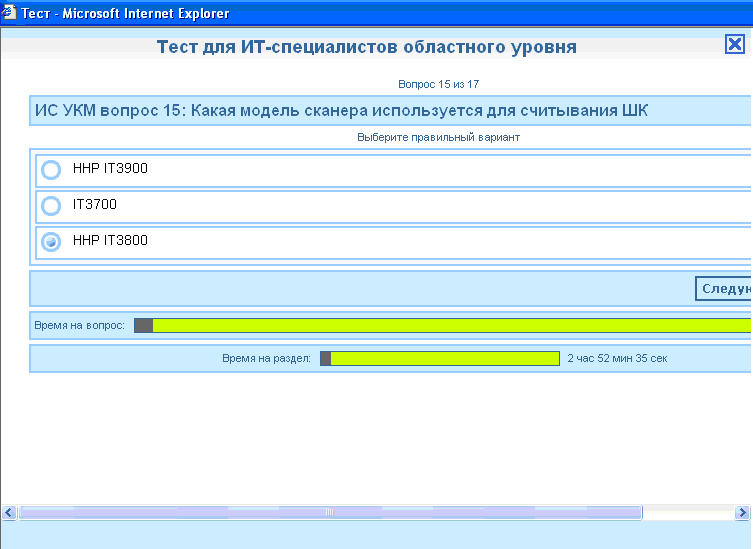 Тест - Microsoft Internet Explorer
Тест для ИТ-специалистов областного уровня
Вопрос 15 из 17
ИС УКМ вопрос 15: Какая модель сканера используется для считывания ШК
Выберите правильный вариант
HHP IT3900
IT3700
HHP IT3800
Следую
Время на вопрос:
Время на раздел: 2 час 52 мин 35 сек